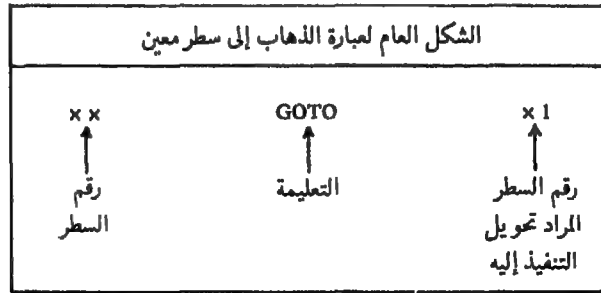 الشكل العام لعبارة الذهاب إلى سطر معين
x x GOTO x 1
رقم التعليمة رقم السطر
السطر المراد تحويل
التنفيذ إليه